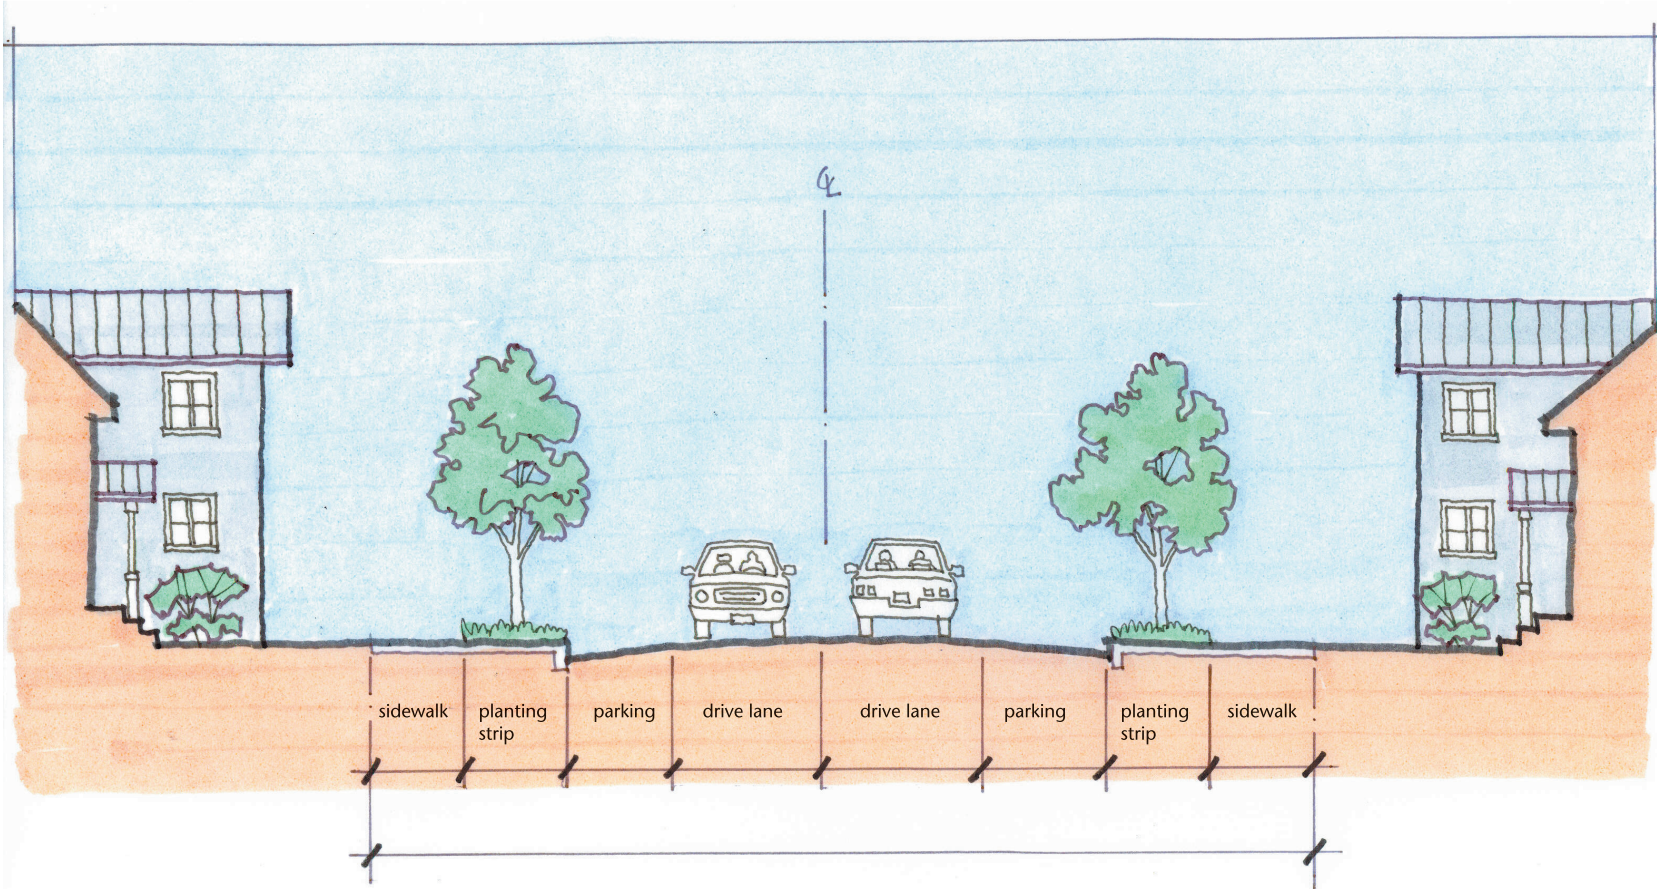 ℄
sidewalk
planting
strip
parking
drive lane
drive lane
parking
planting
strip
sidewalk